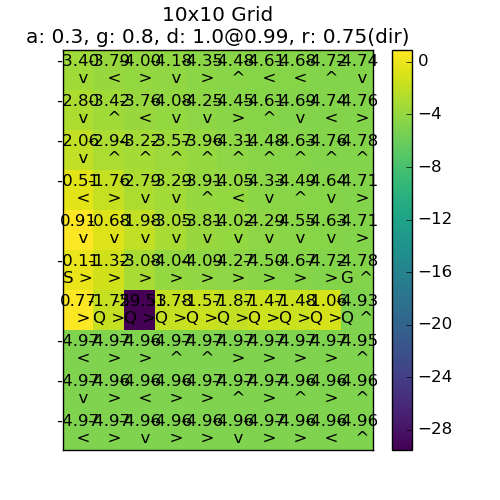 10x10 Grid
a: 0.3, g: 0.8, d: 1.0@0.99, r: 0.75(dir)
-3.40 -3.79 -4.00 -4.18 -4.35 -4.48 -4.61 -4.68 -4.72 -4.74
v < > v > ^ < < ^ v
-2.80 -3.42 -3.76 -4.08 -4.25 -4.45 -4.61 -4.69 -4.74 -4.76
v ^ < v v > ^ v < >
-2.06 -2.94 -3.22 -3.57 -3.96 -4.31 -4.48 -4.63 -4.76 -4.78
v ^ ^ ^ ^ ^ ^ ^ ^ ^
-0.51 -1.76 -2.79 -3.29 -3.91 -4.05 -4.33 -4.49 -4.64 -4.71
< > v v ^ < v ^ v >
0.91 -0.68 -1.98 -3.05 -3.81 -4.02 -4.29 -4.55 -4.63 -4.71
v v v v v v v v v >
-0.11 -1.32 -3.08 -4.04 -4.09 -4.27 -4.50 -4.67 -4.72 -4.78
S > > > > > > > > > G ^
0.77 -1.57 -1.87 -1.47 -1.48 -1.06 -4.93
> Q > Q > Q > Q > Q > Q > Q > Q > Q ^
-4.97 -4.97 -4.96 -4.97 -4.97 -4.97 -4.97 -4.97 -4.97 -4.95
< > > ^ ^ > > > > ^
-4.97 -4.96 -4.96 -4.96 -4.97 -4.97 -4.96 -4.96 -4.96 -4.96
v > < > > ^ > ^ > ^
-4.97 -4.97 -4.96 -4.96 -4.96 -4.96 -4.96 -4.96 -4.96 -4.96
< > v > > v > > < ^
0
−4
−8
−12
−16
−20
−24
−28